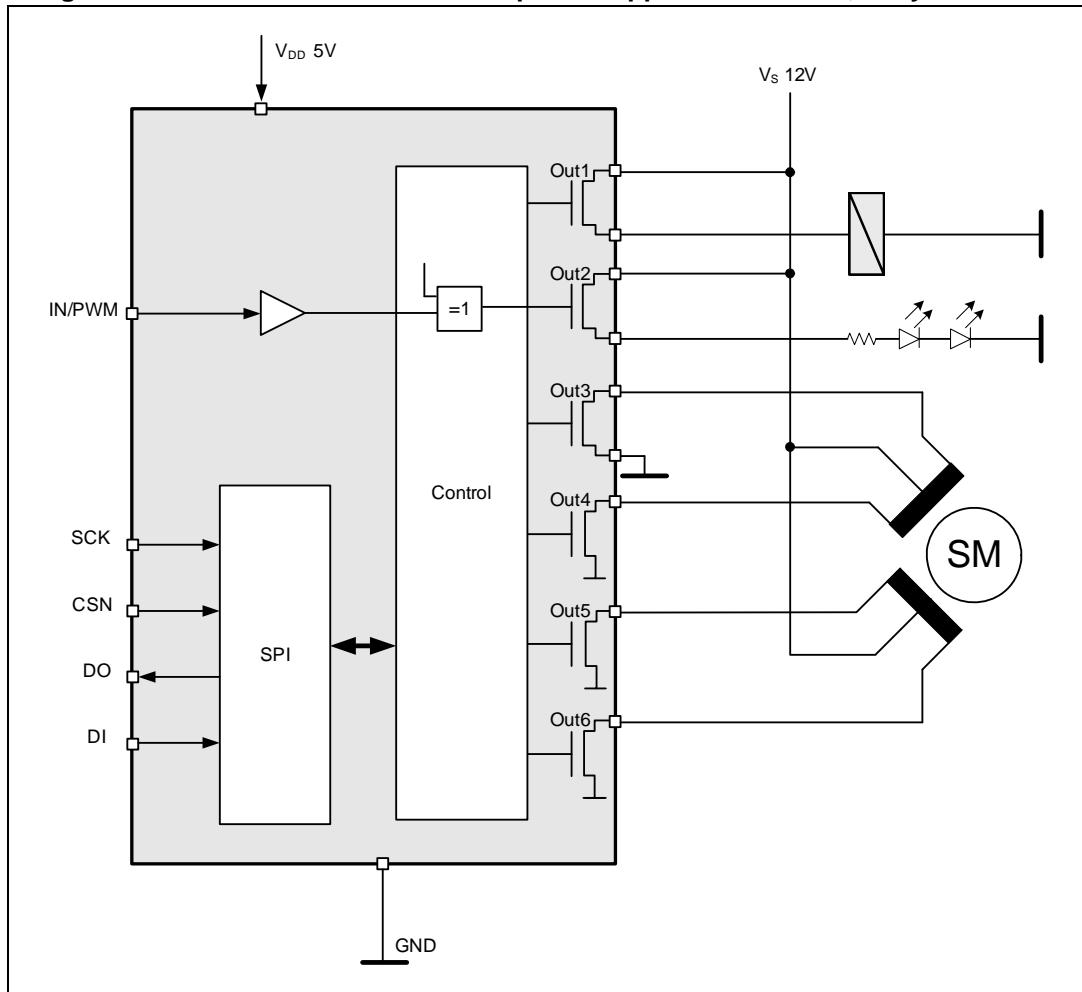 V_DD 5V
V_S 12V
Out1
Out2
IN/PWM
=1
Out3
Control
Out4
SCK
SM
CSN
Out5
SPI
DO
Out6
DI
GND